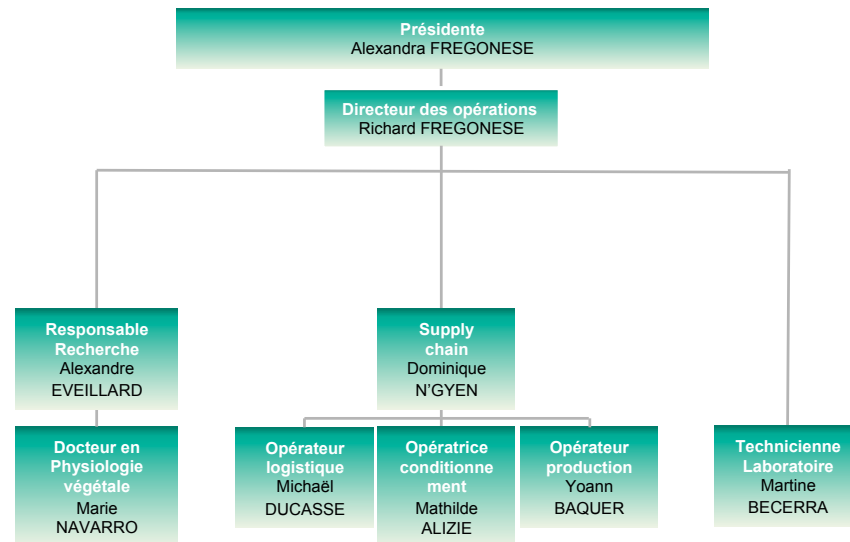 Présidente
Alexandra FREGONESE
Directeur des opérations
Richard FREGONESE
Responsable
Recherche
Alexandre
EVEILLARD
Supply
chain
Dominique
N'GYEN
Docteur en
Physiologie
végétale
Marie
NAVARRO
Opérateur
logistique
Michaël
DUCASSE
Opératrice
conditionne
ment
Mathilde
ALIZIE
Opérateur
production
Yoann
BAQUER
Technicienne
Laboratoire
Martine
BECERRA